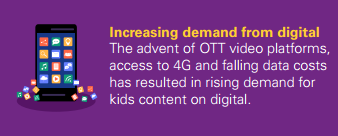 Increasing demand from digital
The advent of OTT video platforms,
access to 4G and falling data costs
has resulted in rising demand for
kids content on digital.